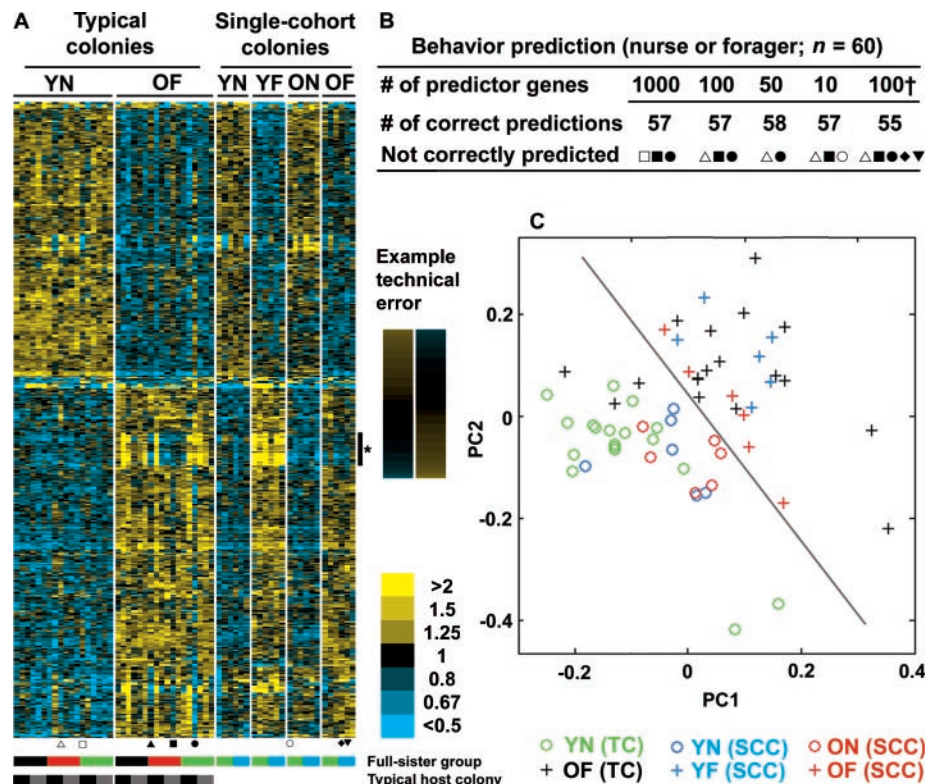 A
Typical colonies
Single-cohort colonies
YN OF YN YF ON OF
*
Full-sister group
Typical host colony
Example technical error
>2
1.5
1.25
1
0.8
0.67
<0.5
B
Behavior prediction (nurse or forager; n = 60)
# of predictor genes 1000 100 50 10 100†
# of correct predictions 57 57 58 57 55
Not correctly predicted □■● △■● △● △■○ △■●◆▼
C
PC2
0.2
0
-0.2
-0.4
-0.2 0 0.2 0.4
PC1
YN (TC) YN (SCC) ON (SCC)
OF (TC) YF (SCC) OF (SCC)